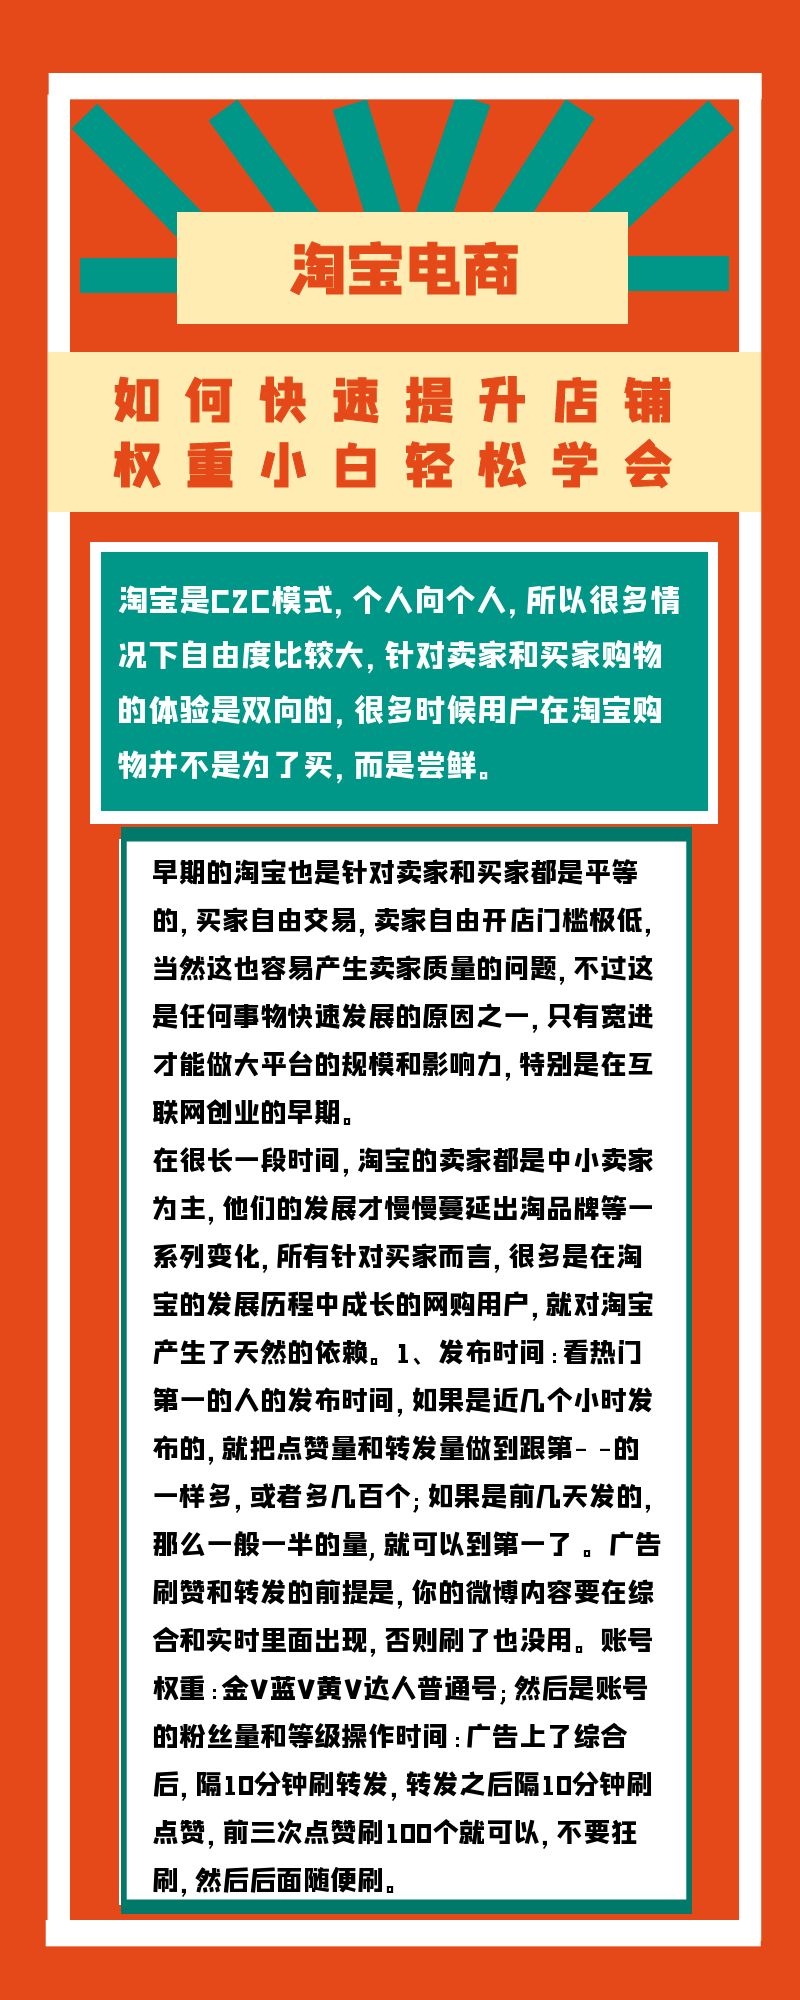 淘宝电商
如何快速提升店铺
权重小白轻松学会
淘宝是C2C模式,个人向个人,所以很多情
况下自由度比较大,针对卖家和买家购物
的体验是双向的,很多时候用户在淘宝购
物并不是为了买,而是尝鲜。
早期的淘宝也是针对卖家和买家都是平等
的,买家自由交易,卖家自由开店门槛极低,
当然这也容易产生卖家质量的问题,不过这
是任何事物快速发展的原因之一,只有宽进
才能做大平台的规模和影响力,特别是在互
联网创业的早期。
在很长一段时间,淘宝的卖家都是中小卖家
为主,他们的发展才慢慢蔓延出淘品牌等一
系列变化,所有针对买家而言,很多是在淘
宝的发展历程中成长的网购用户,就对淘宝
产生了天然的依赖。1、发布时间:看热门
第一的人的发布时间,如果是近几个小时发
布的,就把点赞量和转发量做到跟第- -的
一样多,或者多几百个;如果是前几天发的,
那么一般一半的量,就可以到第一了 。广告
刷赞和转发的前提是,你的微博内容要在综
合和实时里面出现,否则刷了也没用。账号
权重:金V蓝V黄V达人普通号;然后是账号
的粉丝量和等级操作时间:广告上了综合
后,隔10分钟刷转发,转发之后隔10分钟刷
点赞,前三次点赞刷100个就可以,不要狂
刷,然后后面随便刷。